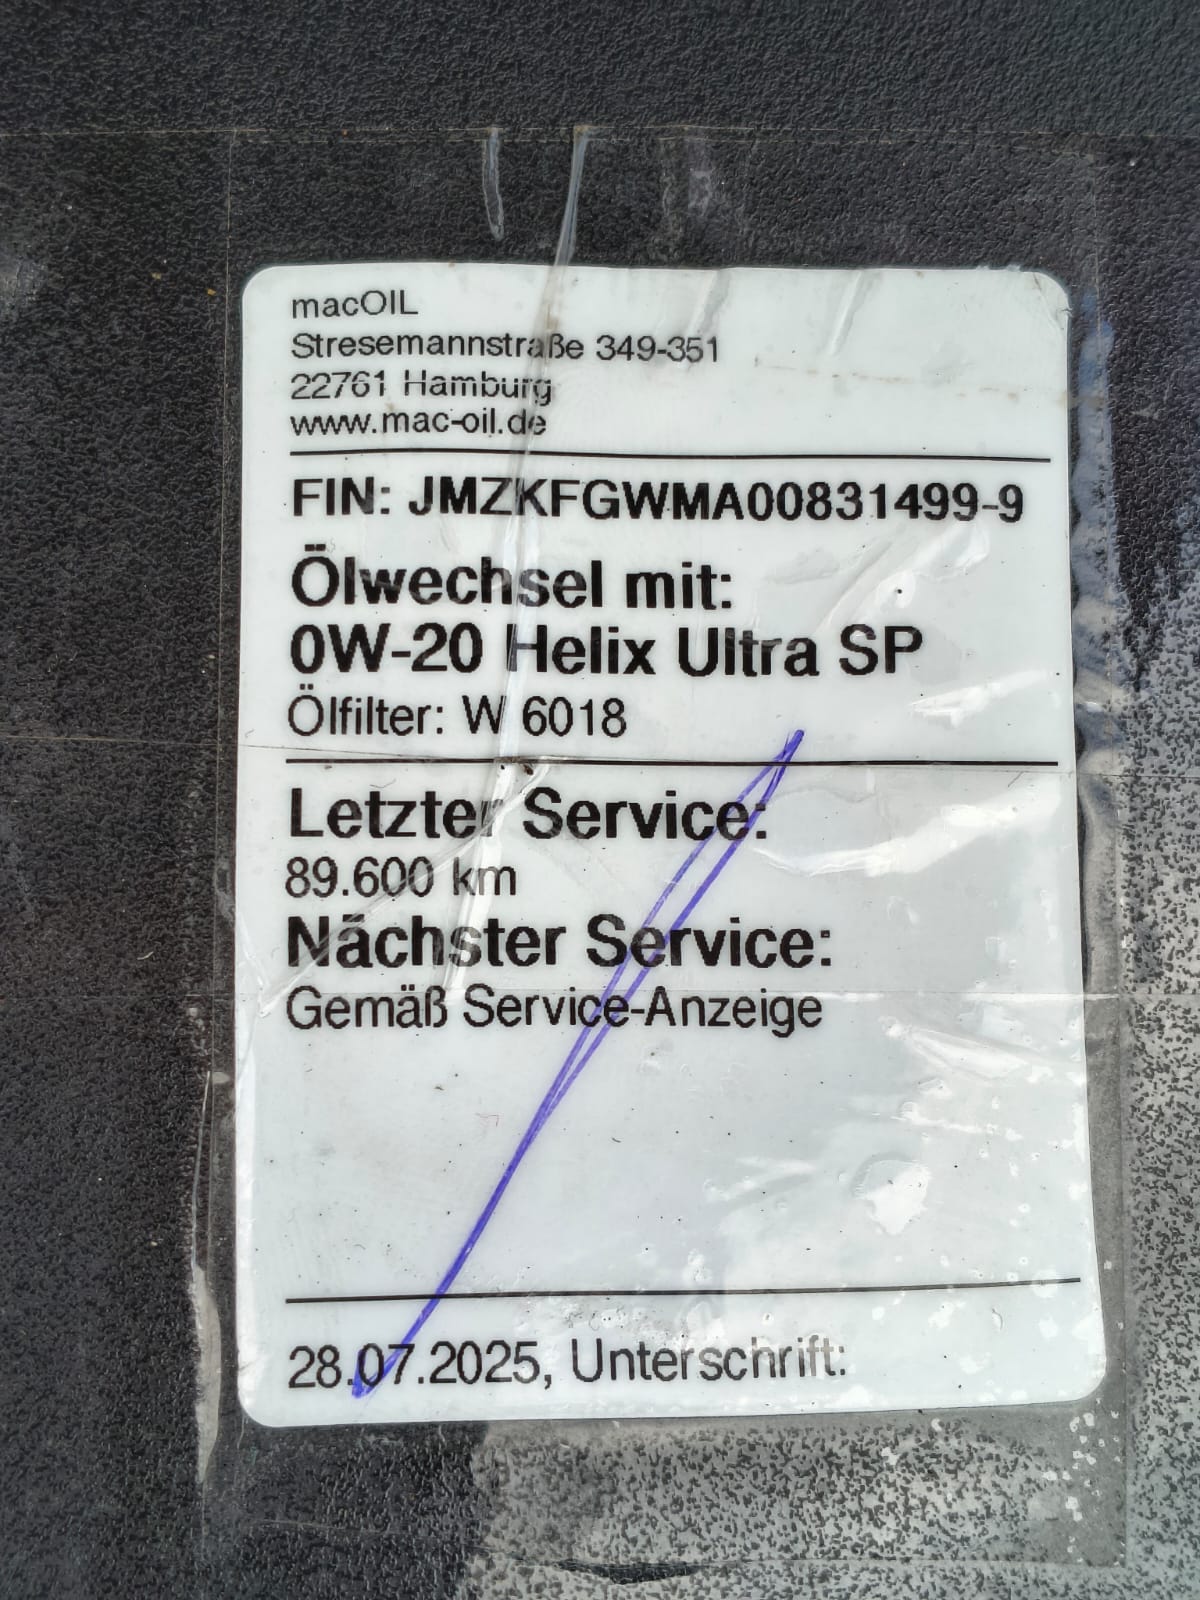 macOIL
Stresemannstraße 349-351
22761 Hamburg
www.mac-oil.de
FIN: JMZKFGWMA00831499-9
Ölwechsel mit:
0W-20 Helix Ultra SP
Ölfilter: W 6018
Letzter Service:
89.600 km
Nächster Service:
Gemäß Service-Anzeige
28.07.2025, Unterschrift: